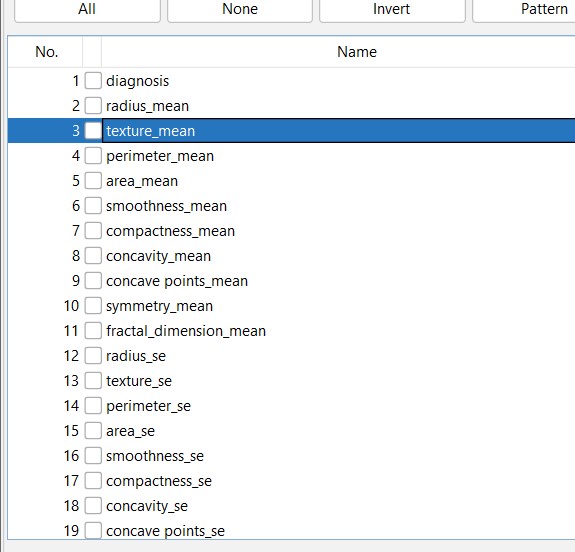 All None Invert Pattern
No. Name
1 diagnosis
2 radius_mean
3 texture_mean
4 perimeter_mean
5 area_mean
6 smoothness_mean
7 compactness_mean
8 concavity_mean
9 concave points_mean
10 symmetry_mean
11 fractal_dimension_mean
12 radius_se
13 texture_se
14 perimeter_se
15 area_se
16 smoothness_se
17 compactness_se
18 concavity_se
19 concave points_se